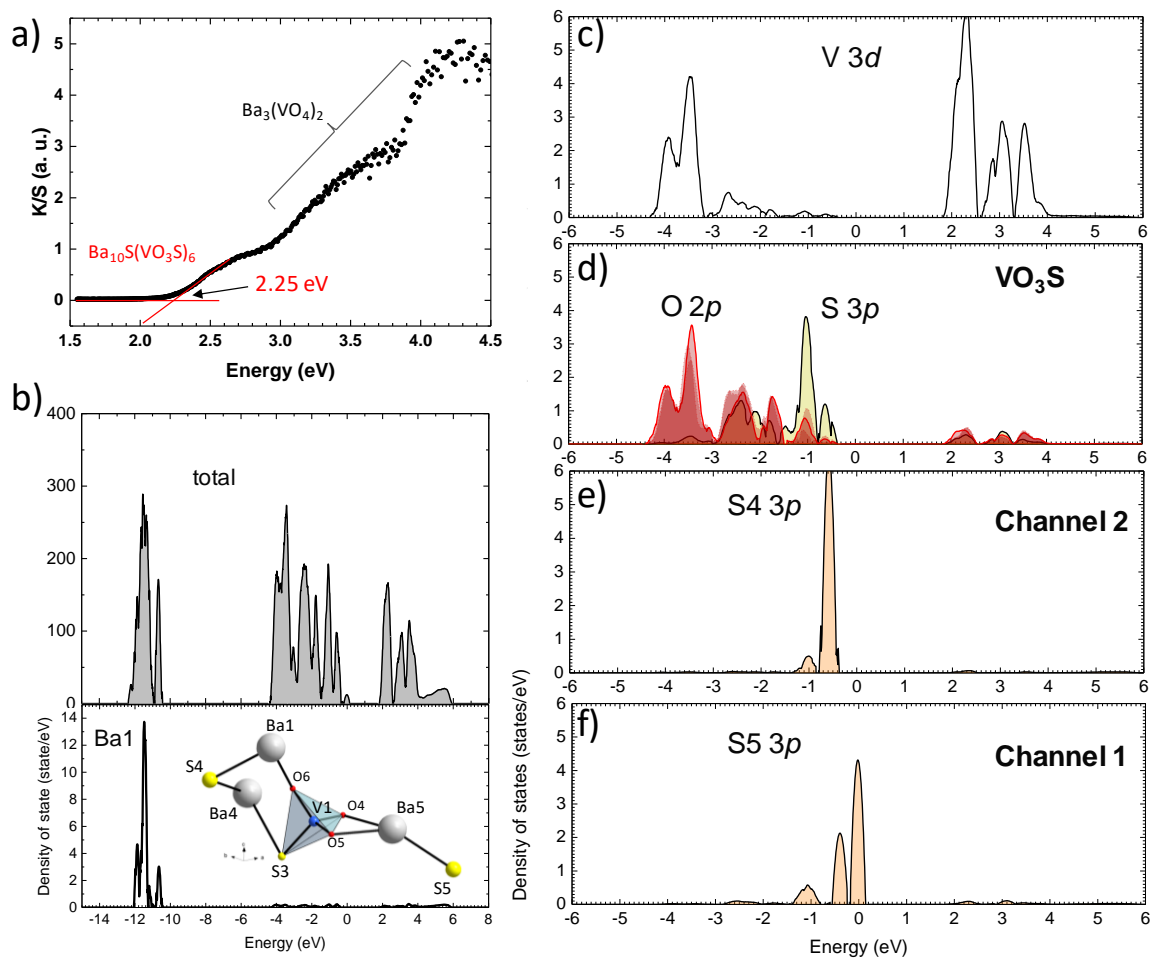 a)
5
4
3
2
1
0
K/S (a. u.)
Ba3(VO4)2
Ba10S(VO3S)6
2.25 eV
1.5 2.0 2.5 3.0 3.5 4.0 4.5
Energy (eV)
b)
400
300
200
100
0
total
14
12
10
8
6
4
2
0
Ba1
Density of state (state/eV)
Ba1
S4
O6
Ba4
V1
O4
Ba5
O5
S3
S5
-14 -12 -10 -8 -6 -4 -2 0 2 4 6 8
Energy (eV)
c)
6
5
4
3
2
1
0
V 3d
-6 -5 -4 -3 -2 -1 0 1 2 3 4 5 6
d)
6
5
4
3
2
1
0
VO3S
O 2p
S 3p
-6 -5 -4 -3 -2 -1 0 1 2 3 4 5 6
e)
6
5
4
3
2
1
0
S4 3p
Channel 2
-6 -5 -4 -3 -2 -1 0 1 2 3 4 5 6
f)
6
5
4
3
2
1
0
S5 3p
Channel 1
Density of states (states/eV)
-6 -5 -4 -3 -2 -1 0 1 2 3 4 5 6
Energy (eV)